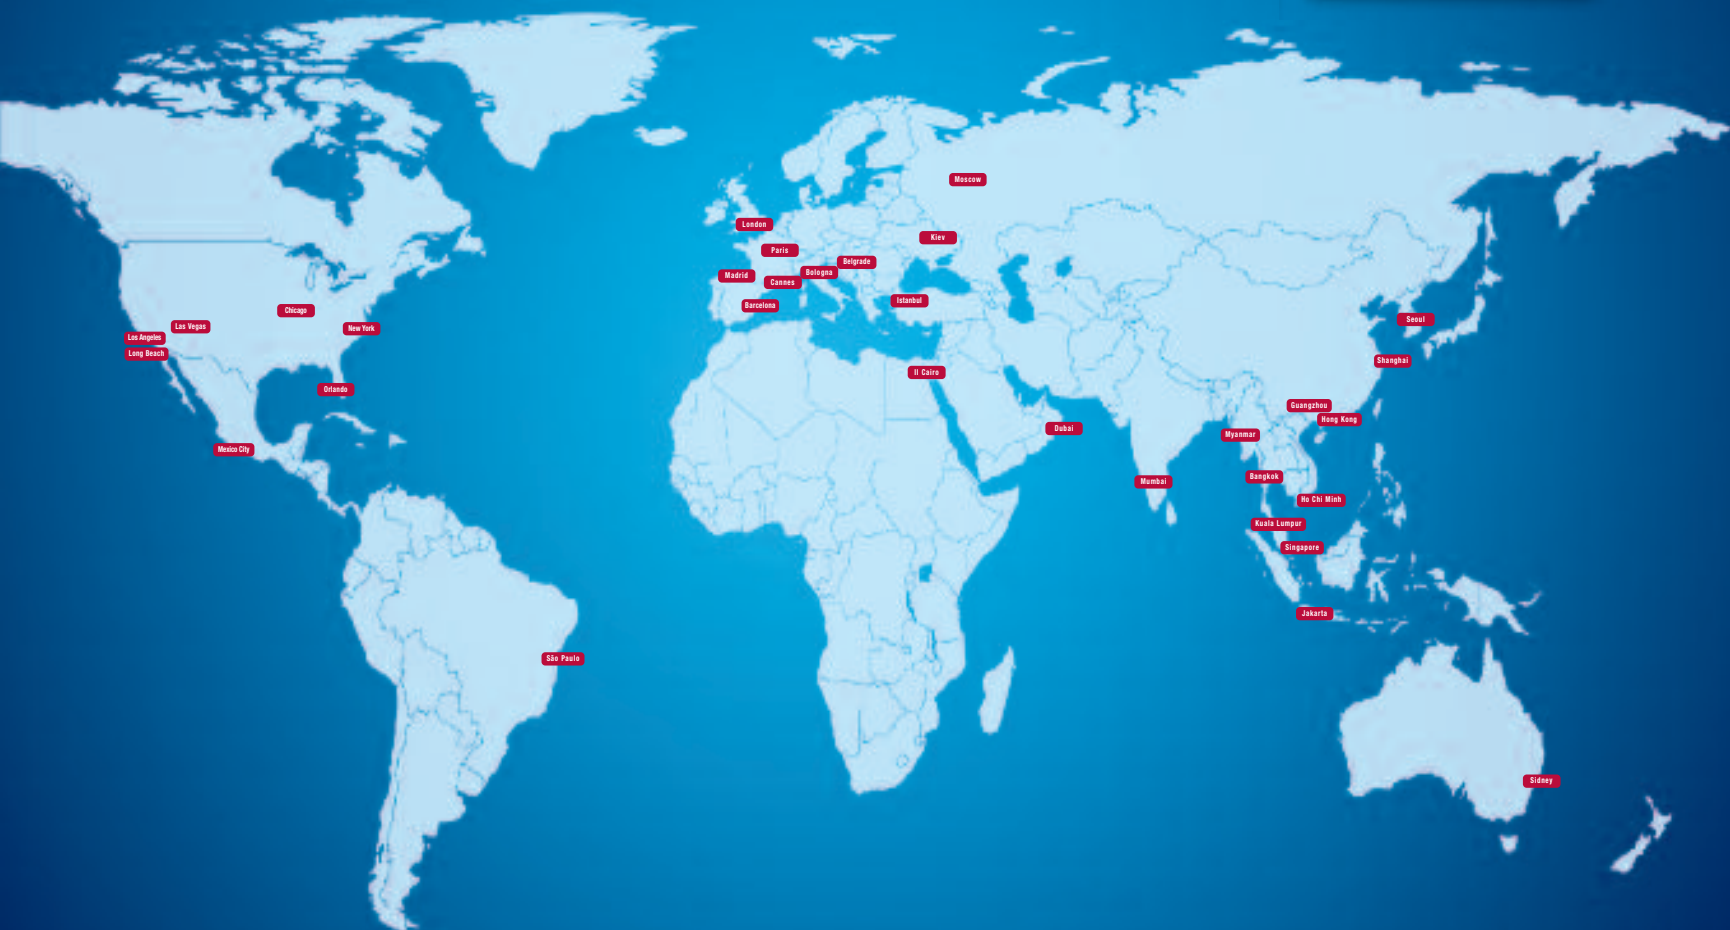 Moscow
London
Kiev
Paris
Belgrade
Bologna
Madrid
Cannes
Istanbul
Barcelona
Chicago
Seoul
Las Vegas
New York
Los Angeles
Long Beach
Shanghai
Il Cairo
Orlando
Guangzhou
Hong Kong
Dubai
Myanmar
Mexico City
Bangkok
Mumbai
Ho Chi Minh
Kuala Lumpur
Singapore
Jakarta
São Paulo
Sidney